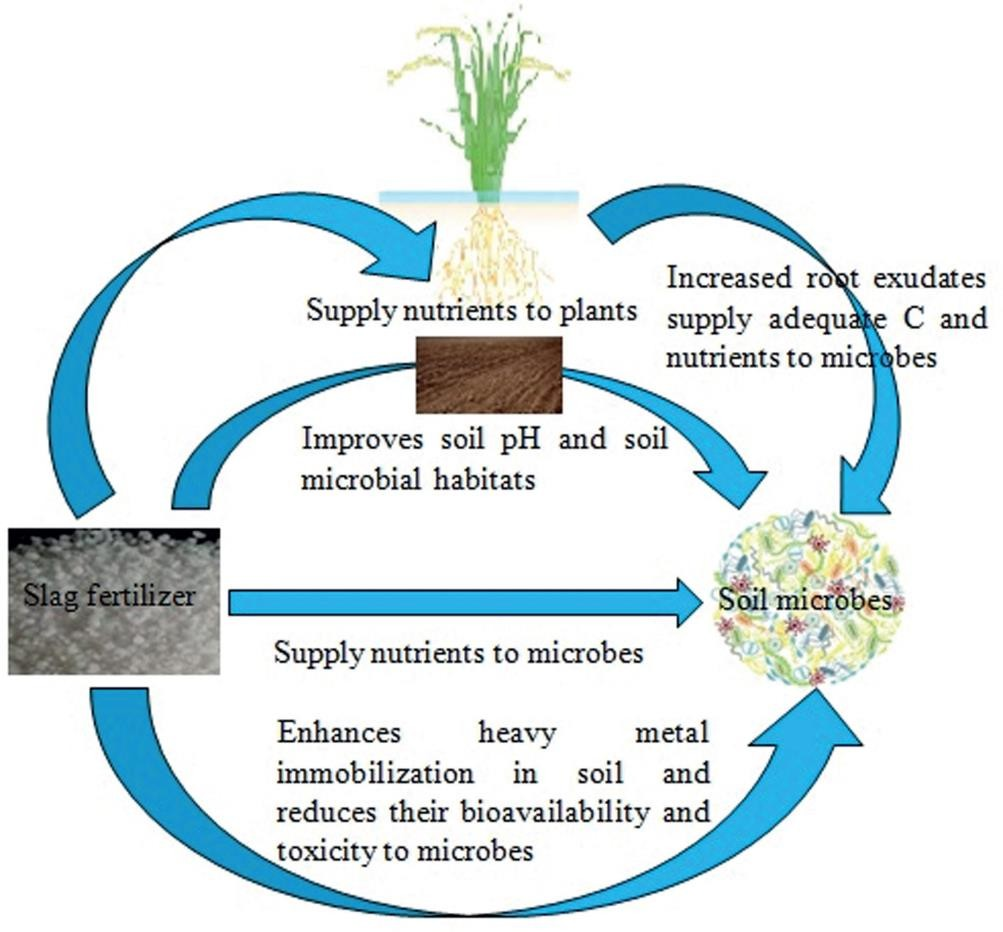 Increased root exudates
supply adequate C and
nutrients to microbes
Supply nutrients to plants
Improves soil pH and soil
microbial habitats
Slag fertilizer
Soil microbes
Supply nutrients to microbes
Enhances heavy metal
immobilization in soil and
reduces their bioavailability and
toxicity to microbes